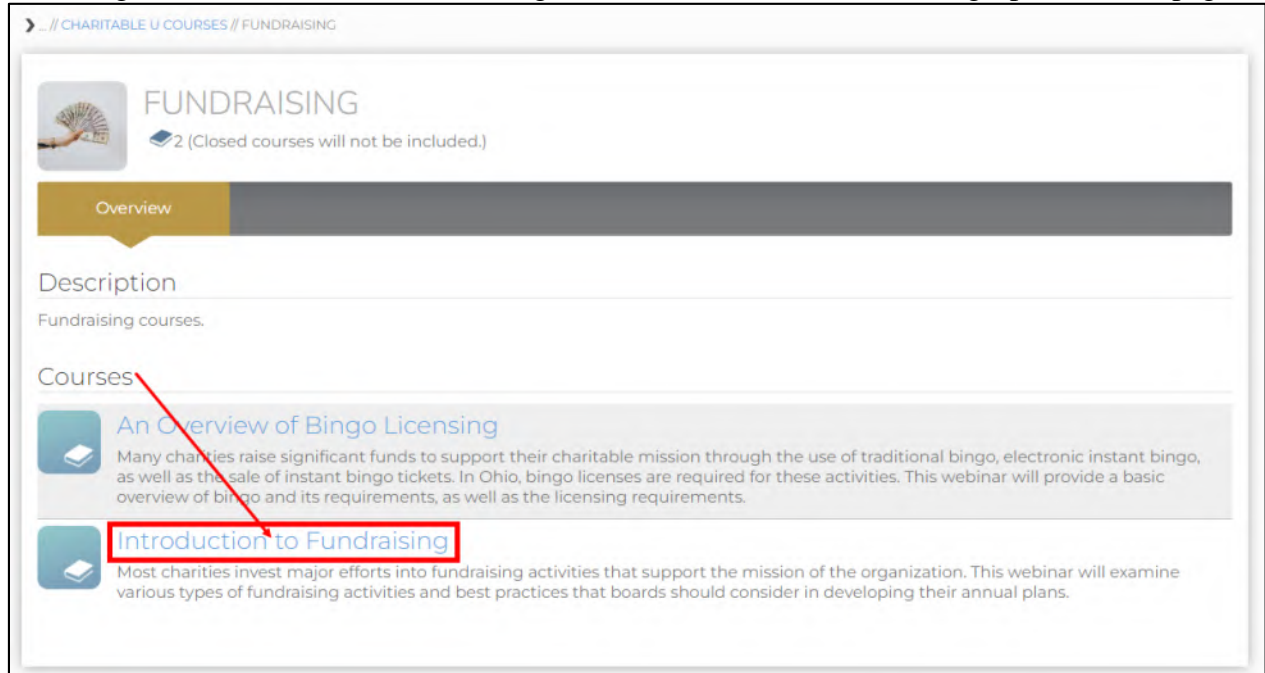 ❯ ... // CHARITABLE U COURSES // FUNDRAISING
FUNDRAISING
2 (Closed courses will not be included.)
Overview
Description
Fundraising courses.
Courses
An Overview of Bingo Licensing
Many charities raise significant funds to support their charitable mission through the use of traditional bingo, electronic instant bingo,
as well as the sale of instant bingo tickets. In Ohio, bingo licenses are required for these activities. This webinar will provide a basic
overview of bingo and its requirements, as well as the licensing requirements.
Introduction to Fundraising
Most charities invest major efforts into fundraising activities that support the mission of the organization. This webinar will examine
various types of fundraising activities and best practices that boards should consider in developing their annual plans.